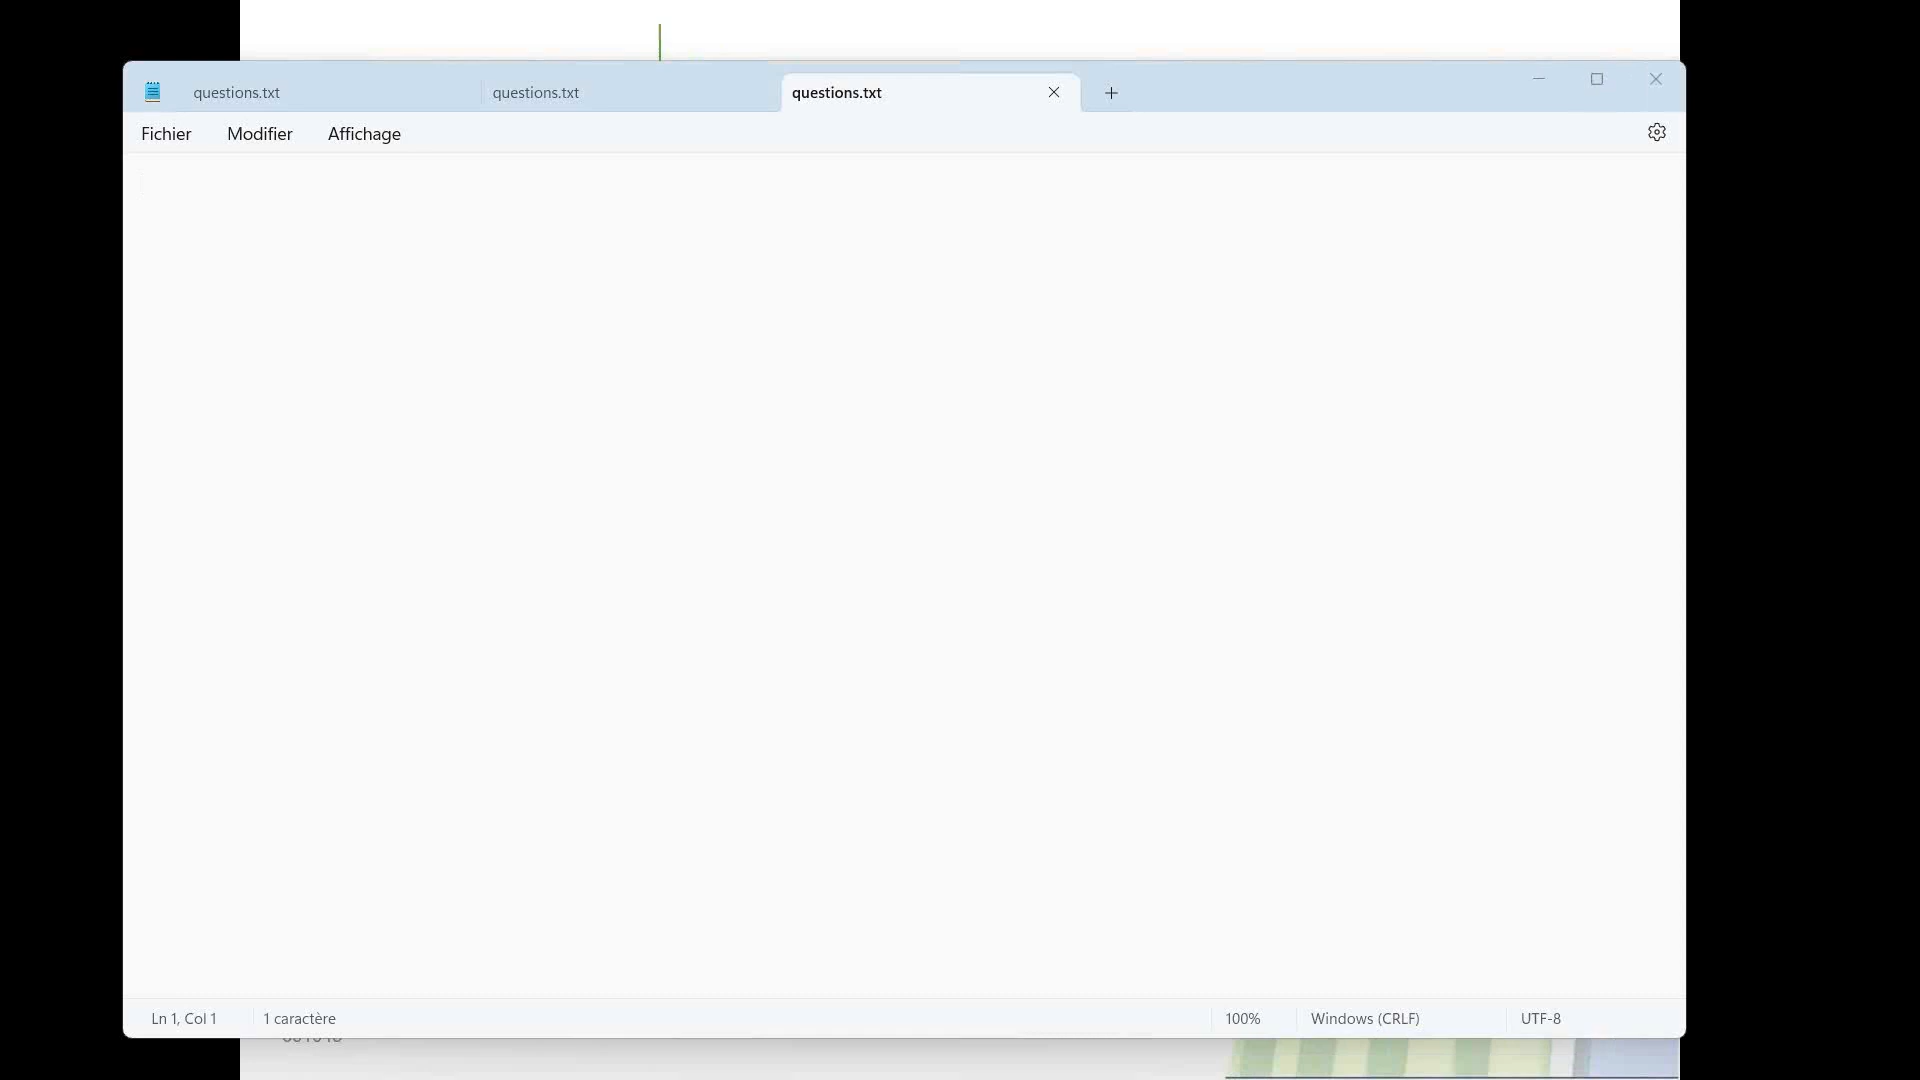 questions.txt
questions.txt
questions.txt
Fichier Modifier Affichage
Ln 1, Col 1
1 caractère
100%
Windows (CRLF)
UTF-8